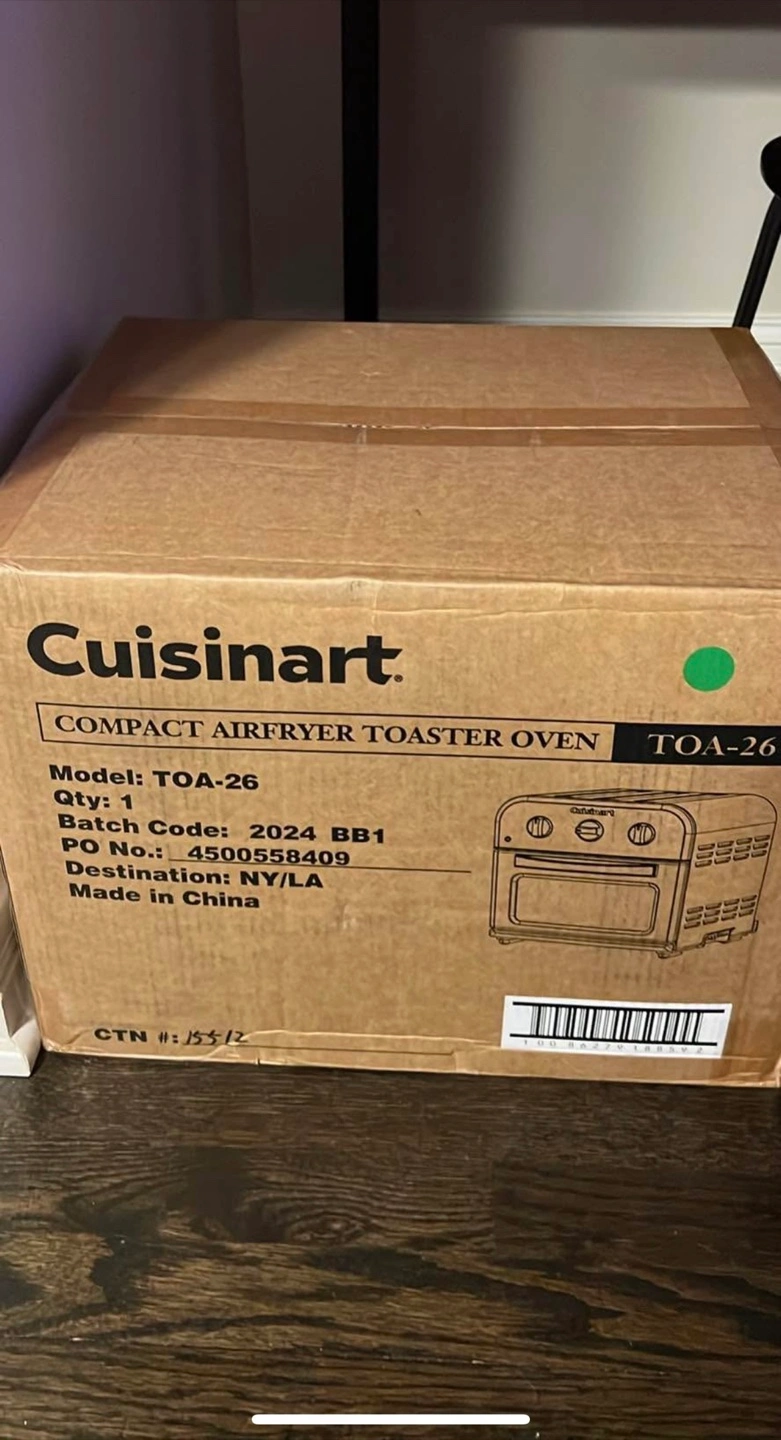 Cuisinart
COMPACT AIRFRYER TOASTER OVEN TOA-26
Model: TOA-26
Qty: 1
Batch Code: 2024 BB1
PO No.: 4500558409
Destination: NY/LA
Made in China
Cuisinart
CTN #: 15512